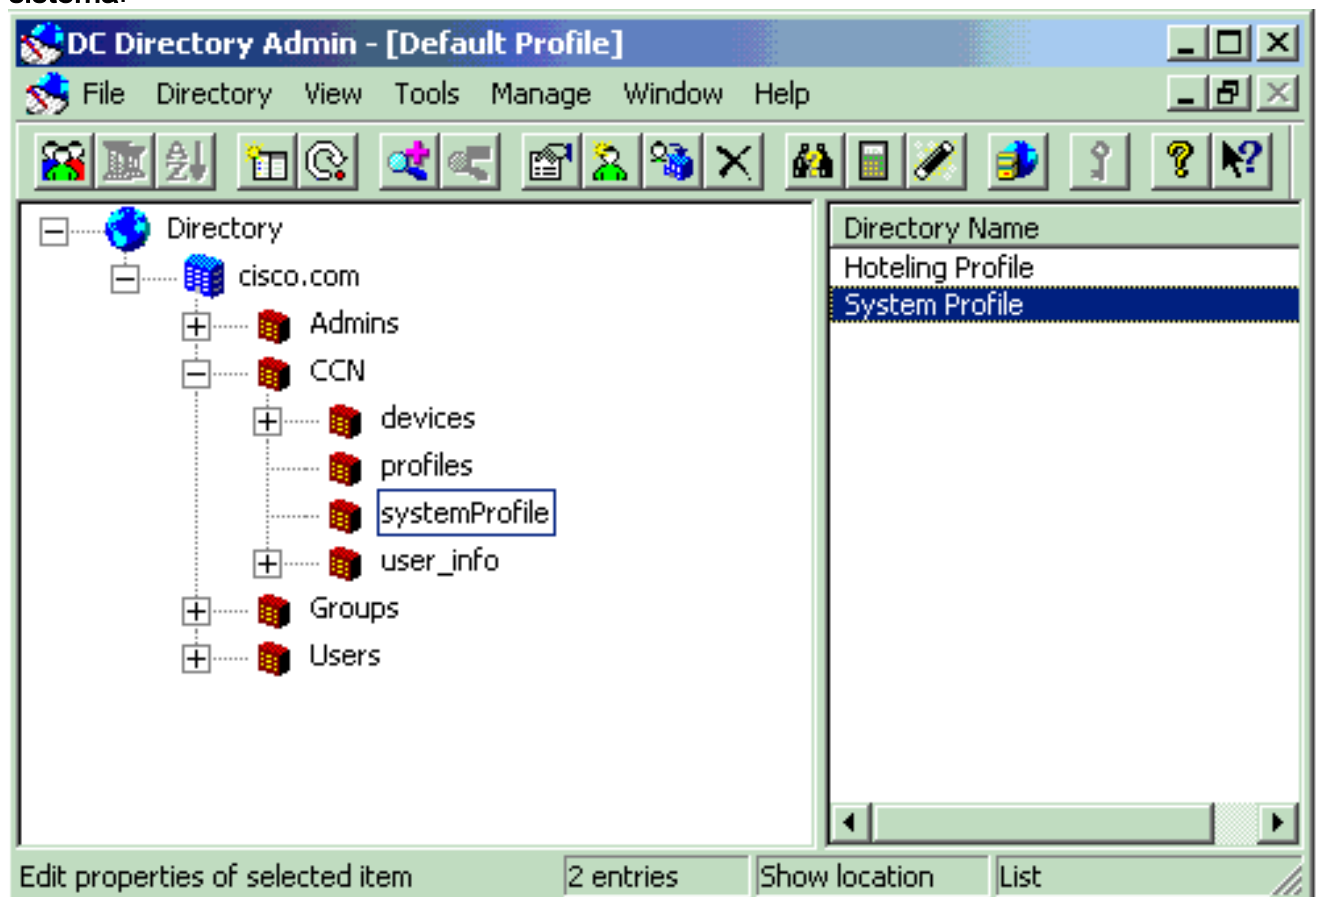 sistema.
DC Directory Admin - [Default Profile]
File Directory View Tools Manage Window Help
Directory
cisco.com
Admins
CCN
devices
profiles
systemProfile
user_info
Groups
Users
Directory Name
Hoteling Profile
System Profile
Edit properties of selected item 2 entries Show location List